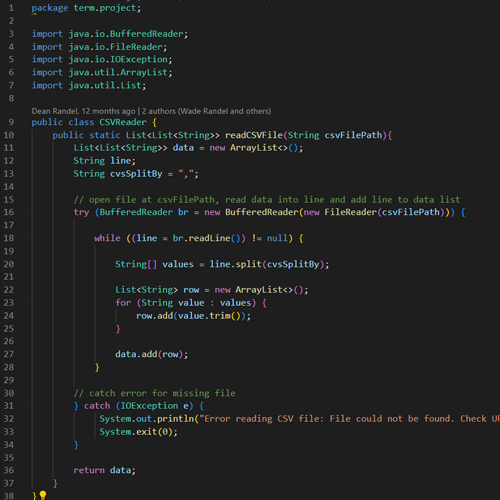 1 package term.project;
2
3 import java.io.BufferedReader;
4 import java.io.FileReader;
5 import java.io.IOException;
6 import java.util.ArrayList;
7 import java.util.List;
8
Dean Randel, 12 months ago | 2 authors (Wade Randel and others)
9 public class CSVReader {
10 public static List<List<String>> readCSVFile(String csvFilePath){
11 List<List<String>> data = new ArrayList<>();
12 String line;
13 String cvsSplitBy = ",";
14
15 // open file at csvFilePath, read data into line and add line to data list
16 try (BufferedReader br = new BufferedReader(new FileReader(csvFilePath))) {
17
18 while ((line = br.readLine()) != null) {
19
20 String[] values = line.split(cvsSplitBy);
21
22 List<String> row = new ArrayList<>();
23 for (String value : values) {
24 row.add(value.trim());
25 }
26
27 data.add(row);
28 }
29
30 // catch error for missing file
31 } catch (IOException e) {
32 System.out.println("Error reading CSV file: File could not be found. Check UR
33 System.exit(0);
34 }
35
36 return data;
37 }
38 }